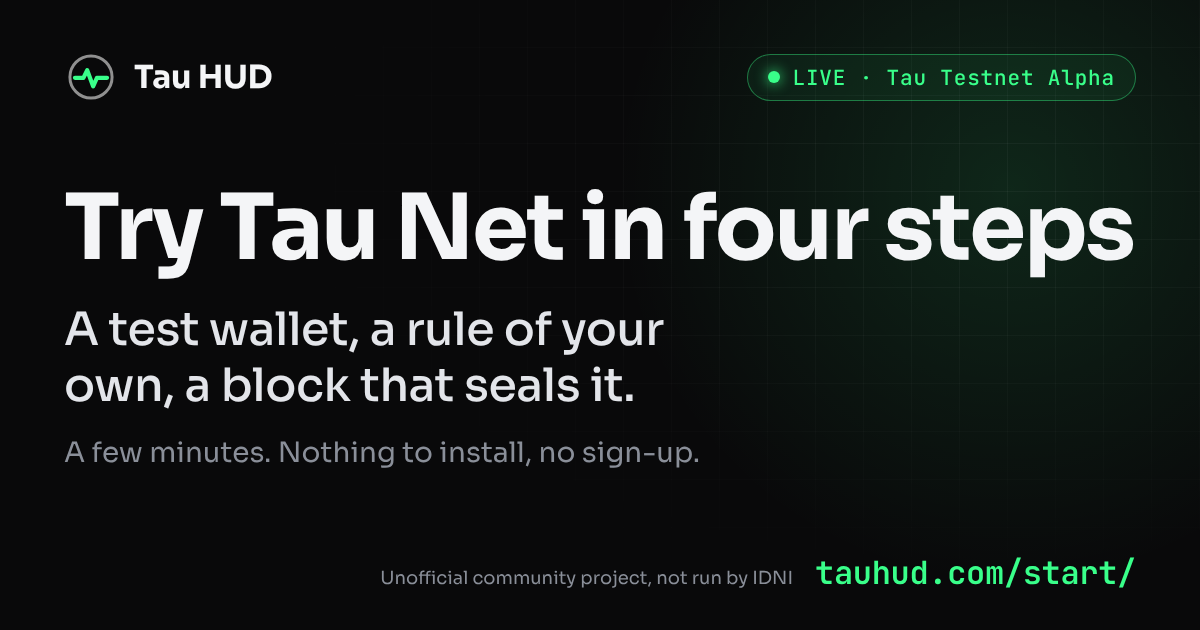 Tau HUD
LIVE · Tau Testnet Alpha
Try Tau Net in four steps
A test wallet, a rule of your
own, a block that seals it.
A few minutes. Nothing to install, no sign-up.
Unofficial community project, not run by IDNI
tauhud.com/start/